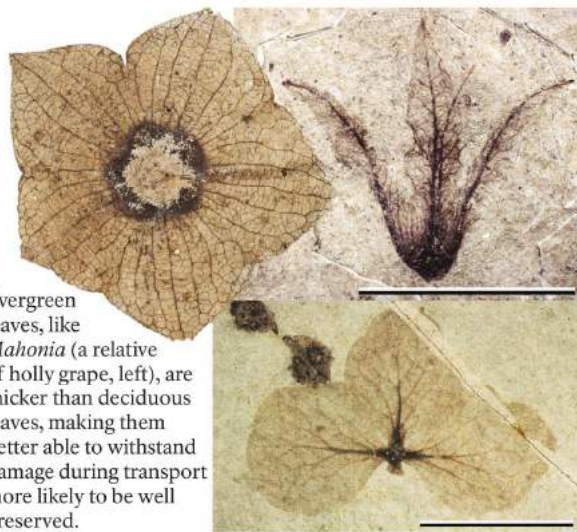 vergreen
aves, like
Mahonia (a relative
f holly grape, left), are
hicker than deciduous
aves, making them
etter able to withstand
amage during transport
more likely to be well
reserved.